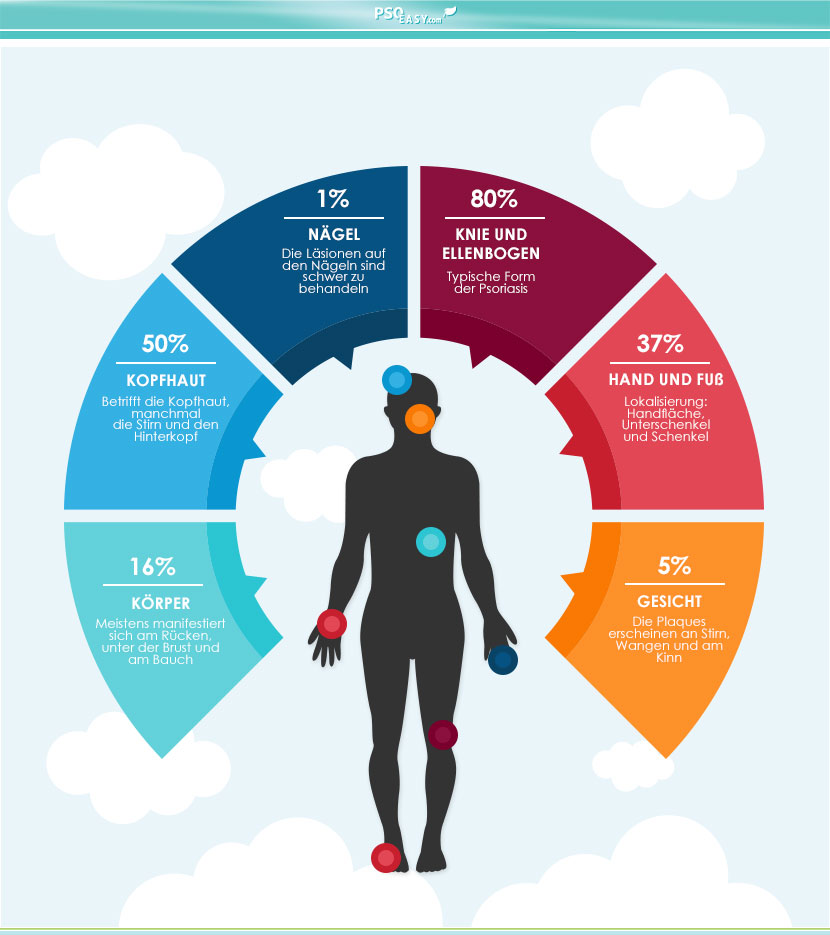 PSO
EASY.com
1%
NÄGEL
Die Läsionen auf
den Nägeln sind
schwer zu
behandeln
80%
KNIE UND
ELLENBOGEN
Typische Form
der Psoriasis
50%
KOPFHAUT
Betrifft die Kopfhaut,
manchmal
die Stirn und den
Hinterkopf
37%
HAND UND FUß
Lokalisierung:
Handfläche,
Unterschenkel
und Schenkel
16%
KÖRPER
Meistens manifestiert
sich am Rücken,
unter der Brust und
am Bauch
5%
GESICHT
Die Plaques
erscheinen an Stirn,
Wangen und am
Kinn